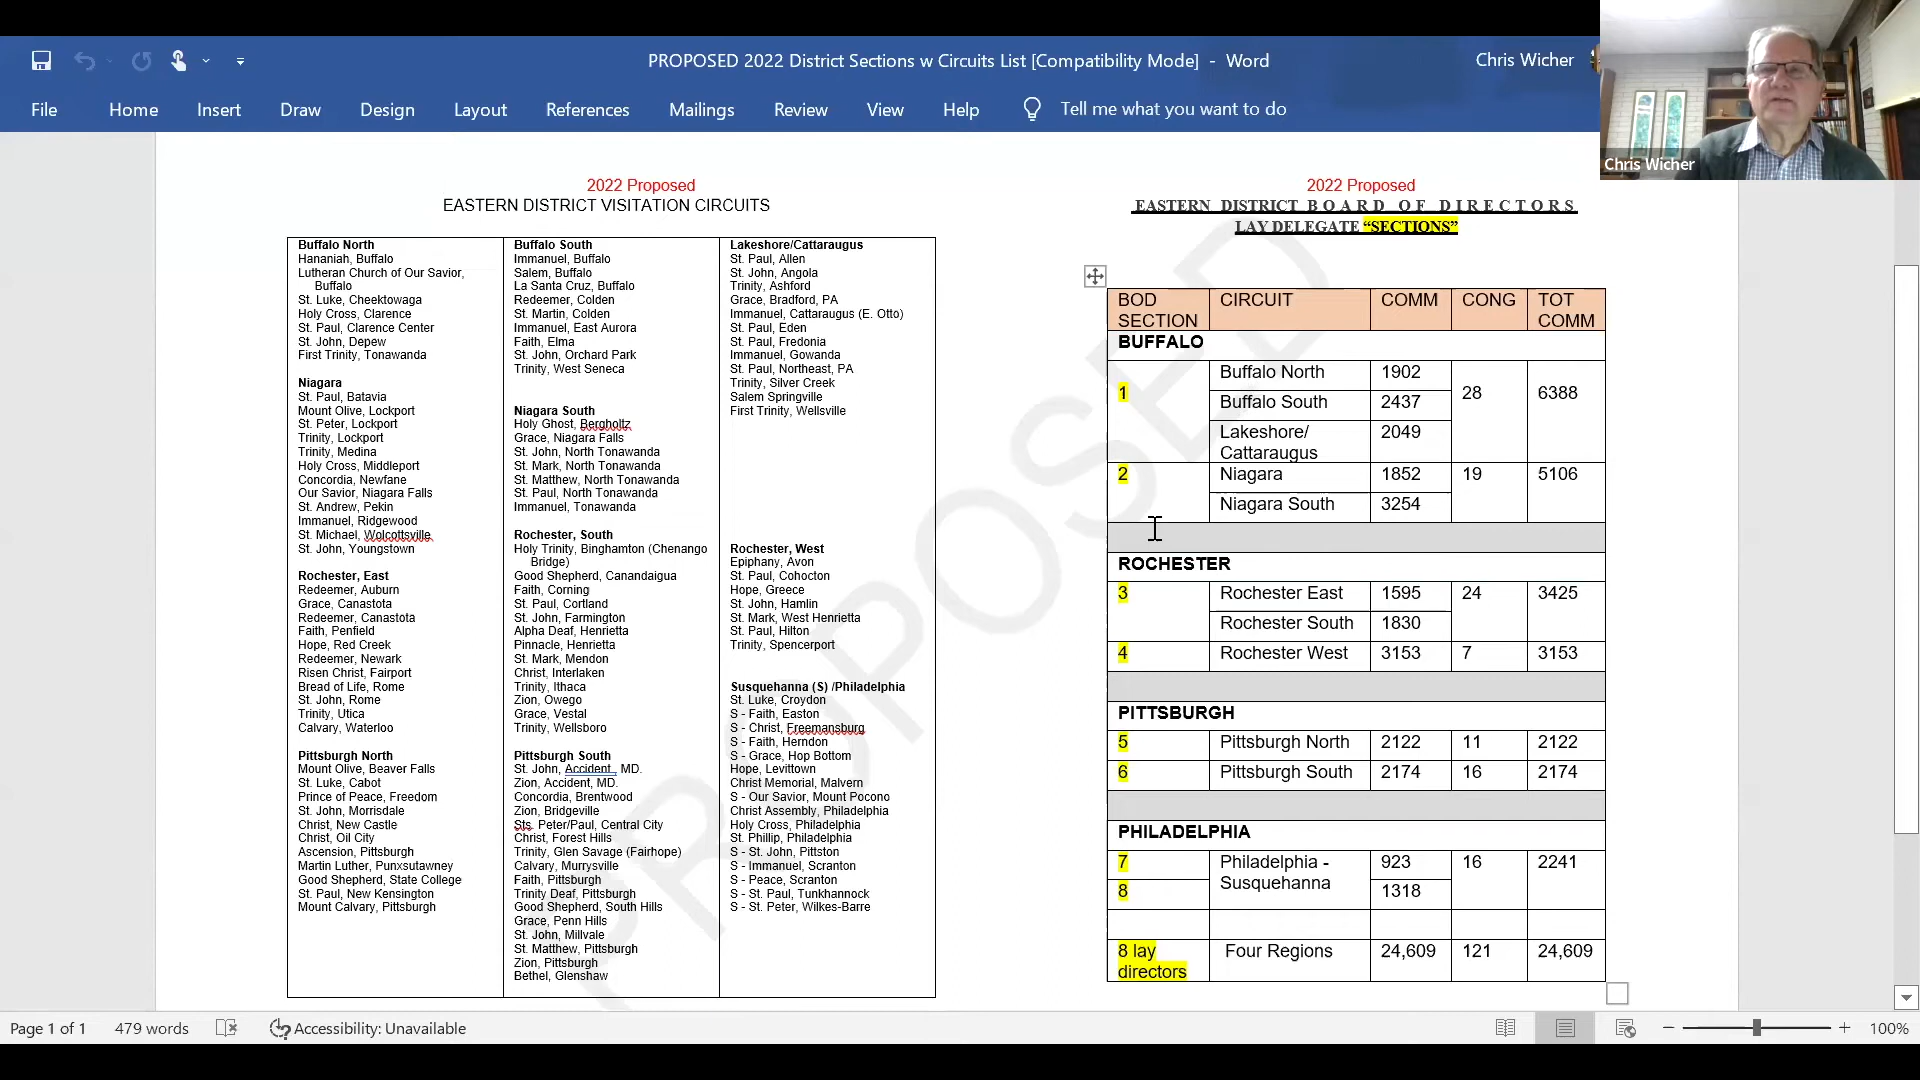 PROPOSED 2022 District Sections w Circuits List [Compatibility Mode] - Word
Chris Wicher
File Home Insert Draw Design Layout References Mailings Review View Help Tell me what you want to do
Chris Wicher
2022 Proposed
EASTERN DISTRICT VISITATION CIRCUITS
Buffalo North
Hananiah, Buffalo
Lutheran Church of Our Savior,
Buffalo
St. Luke, Cheektowaga
Holy Cross, Clarence
St. Paul, Clarence Center
St. John, Depew
First Trinity, Tonawanda
Niagara
St. Paul, Batavia
Mount Olive, Lockport
St. Peter, Lockport
Trinity, Lockport
Trinity, Medina
Holy Cross, Middleport
Concordia, Newfane
Our Savior, Niagara Falls
St. Andrew, Pekin
Immanuel, Ridgewood
St. Michael, Wolcottsville
St. John, Youngstown
Rochester, East
Redeemer, Auburn
Grace, Canastota
Redeemer, Canastota
Faith, Penfield
Hope, Red Creek
Redeemer, Newark
Risen Christ, Fairport
Bread of Life, Rome
St. John, Rome
Trinity, Utica
Calvary, Waterloo
Pittsburgh North
Mount Olive, Beaver Falls
St. Luke, Cabot
Prince of Peace, Freedom
St. John, Morrisdale
Christ, New Castle
Christ, Oil City
Ascension, Pittsburgh
Martin Luther, Punxsutawney
Good Shepherd, State College
St. Paul, New Kensington
Mount Calvary, Pittsburgh
Buffalo South
Immanuel, Buffalo
Salem, Buffalo
La Santa Cruz, Buffalo
Redeemer, Colden
St. Martin, Colden
Immanuel, East Aurora
Faith, Elma
St. John, Orchard Park
Trinity, West Seneca
Niagara South
Holy Ghost, Bergholtz
Grace, Niagara Falls
St. John, North Tonawanda
St. Mark, North Tonawanda
St. Matthew, North Tonawanda
St. Paul, North Tonawanda
Immanuel, Tonawanda
Rochester, South
Holy Trinity, Binghamton (Chenango
Bridge)
Good Shepherd, Canandaigua
Faith, Corning
St. Paul, Cortland
St. John, Farmington
Alpha Deaf, Henrietta
Pinnacle, Henrietta
St. Mark, Mendon
Christ, Interlaken
Trinity, Ithaca
Zion, Owego
Grace, Vestal
Trinity, Wellsboro
Pittsburgh South
St. John, Accident , MD.
Zion, Accident, MD.
Concordia, Brentwood
Zion, Bridgeville
Sts. Peter/Paul, Central City
Christ, Forest Hills
Trinity, Glen Savage (Fairhope)
Calvary, Murrysville
Faith, Pittsburgh
Trinity Deaf, Pittsburgh
Good Shepherd, South Hills
Grace, Penn Hills
St. John, Millvale
St. Matthew, Pittsburgh
Zion, Pittsburgh
Bethel, Glenshaw
Lakeshore/Cattaraugus
St. Paul, Allen
St. John, Angola
Trinity, Ashford
Grace, Bradford, PA
Immanuel, Cattaraugus (E. Otto)
St. Paul, Eden
St. Paul, Fredonia
Immanuel, Gowanda
St. Paul, Northeast, PA
Trinity, Silver Creek
Salem Springville
First Trinity, Wellsville
Rochester, West
Epiphany, Avon
St. Paul, Cohocton
Hope, Greece
St. John, Hamlin
St. Mark, West Henrietta
St. Paul, Hilton
Trinity, Spencerport
Susquehanna (S) /Philadelphia
St. Luke, Croydon
S - Faith, Easton
S - Christ, Freemansburg
S - Faith, Herndon
S - Grace, Hop Bottom
Hope, Levittown
Christ Memorial, Malvern
S - Our Savior, Mount Pocono
Christ Assembly, Philadelphia
Holy Cross, Philadelphia
St. Phillip, Philadelphia
S - St. John, Pittston
S - Immanuel, Scranton
S - Peace, Scranton
S - St. Paul, Tunkhannock
S - St. Peter, Wilkes-Barre
PROPOSED
2022 Proposed
EASTERN DISTRICT BOARD OF DIRECTORS
LAY DELEGATE “SECTIONS”
BOD SECTION CIRCUIT COMM CONG TOT COMM
BUFFALO
1 Buffalo North 1902 28 6388
Buffalo South 2437
Lakeshore/ Cattaraugus 2049
2 Niagara 1852 19 5106
Niagara South 3254
ROCHESTER
3 Rochester East 1595 24 3425
Rochester South 1830
4 Rochester West 3153 7 3153
PITTSBURGH
5 Pittsburgh North 2122 11 2122
6 Pittsburgh South 2174 16 2174
PHILADELPHIA
7 Philadelphia - 923 16 2241
8 Susquehanna 1318
8 lay directors Four Regions 24,609 121 24,609
Page 1 of 1 479 words Accessibility: Unavailable 100%